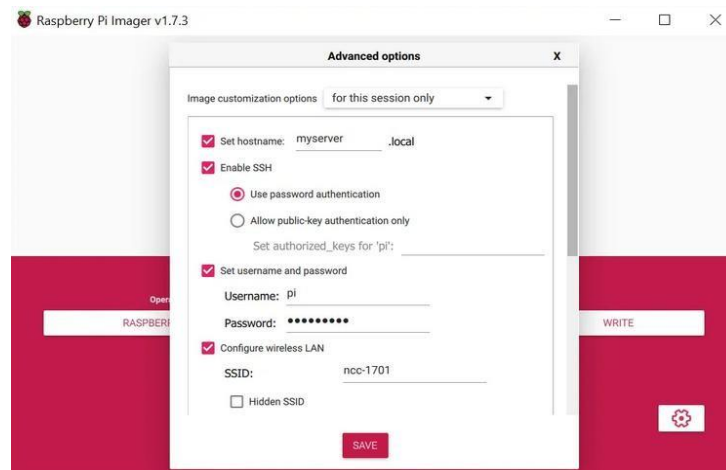 Raspberry Pi Imager v1.7.3
Advanced options X
Image customization options for this session only
Set hostname: myserver .local
Enable SSH
Use password authentication
Allow public-key authentication only
Set authorized_keys for 'pi':
Set username and password
Username: pi
Password: •••••••••
Configure wireless LAN
SSID: ncc-1701
Hidden SSID
SAVE
Oper
RASPBERR
WRITE